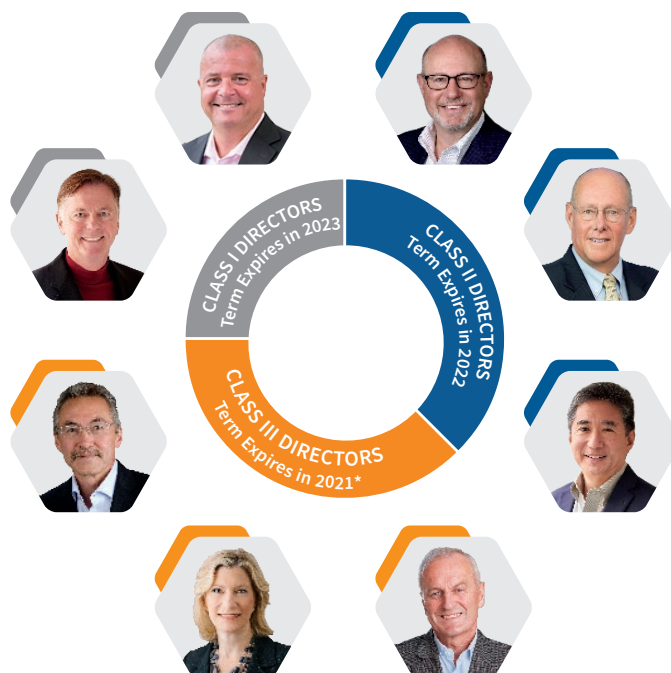 CLASS I DIRECTORS
Term Expires in 2023
CLASS II DIRECTORS
Term Expires in 2022
CLASS III DIRECTORS
Term Expires in 2021*